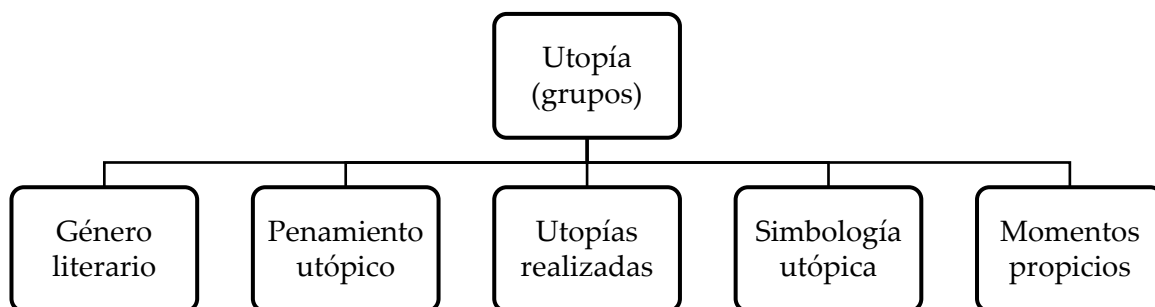 Utopía
(grupos)
Género
literario
Penamiento
utópico
Utopías
realizadas
Simbología
utópica
Momentos
propicios